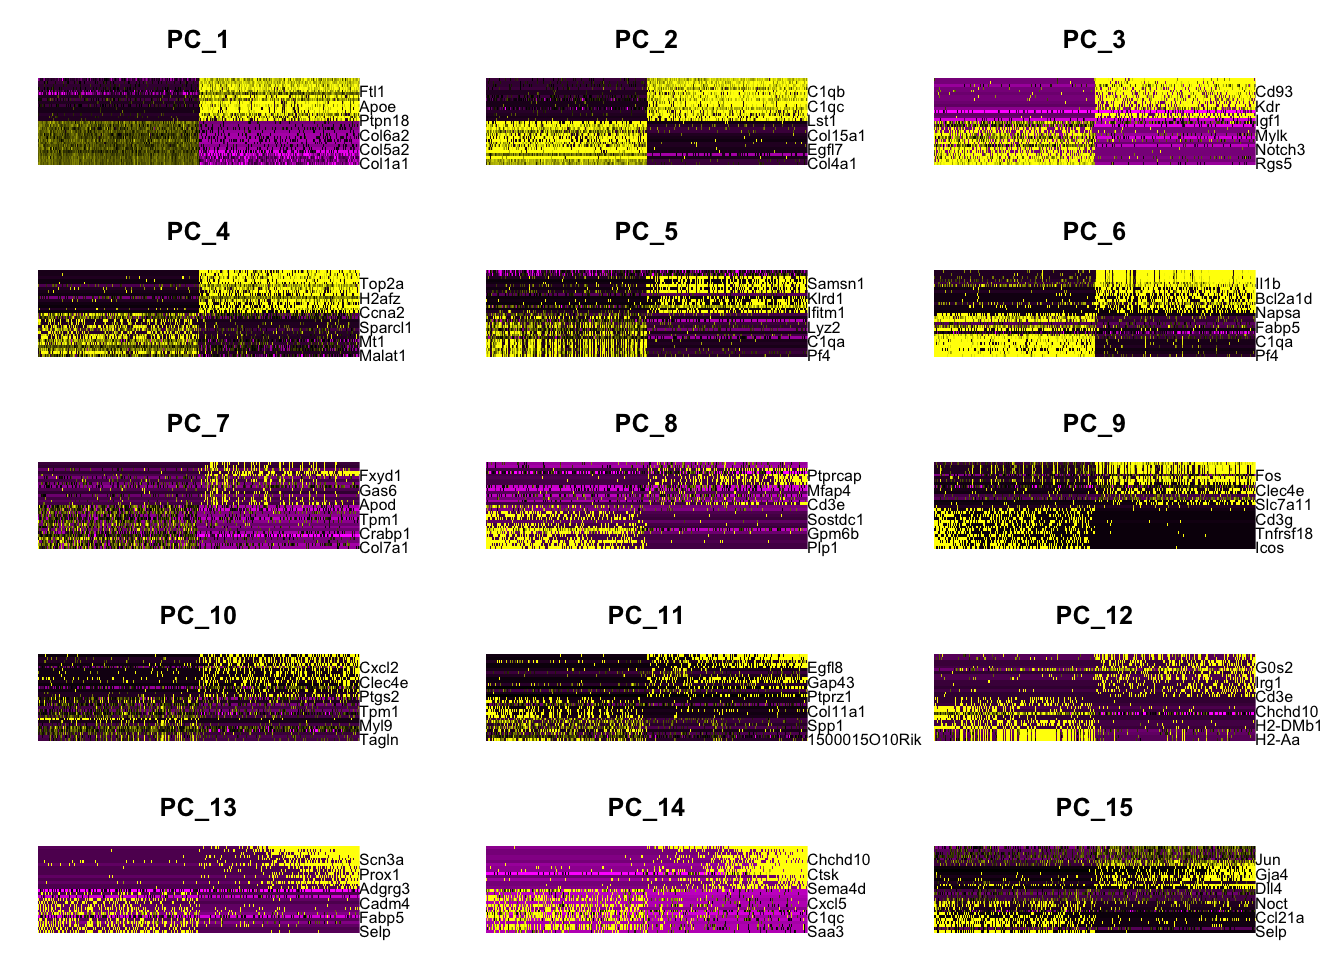 PC_1
Ftl1
Apoe
Ptpn18
Col6a2
Col5a2
Col1a1
PC_2
C1qb
C1qc
Lst1
Col15a1
Egfl7
Col4a1
PC_3
Cd93
Kdr
Igf1
Mylk
Notch3
Rgs5
PC_4
Top2a
H2afz
Ccna2
Sparcl1
Mt1
Malat1
PC_5
Samsn1
Klrd1
Ifitm1
Lyz2
C1qa
Pf4
PC_6
Il1b
Bcl2a1d
Napsa
Fabp5
C1qa
Pf4
PC_7
Fxyd1
Gas6
Apod
Tpm1
Crabp1
Col7a1
PC_8
Ptprcap
Mfap4
Cd3e
Sostdc1
Gpm6b
Plp1
PC_9
Fos
Clec4e
Slc7a11
Cd3g
Tnfrsf18
Icos
PC_10
Cxcl2
Clec4e
Ptgs2
Tpm1
Myl9
Tagln
PC_11
Egfl8
Gap43
Ptprz1
Col11a1
Spp1
1500015O10Rik
PC_12
G0s2
Irg1
Cd3e
Chchd10
H2-DMb1
H2-Aa
PC_13
Scn3a
Prox1
Adgrg3
Cadm4
Fabp5
Selp
PC_14
Chchd10
Ctsk
Sema4d
Cxcl5
C1qc
Saa3
PC_15
Jun
Gja4
Dll4
Noct
Ccl21a
Selp